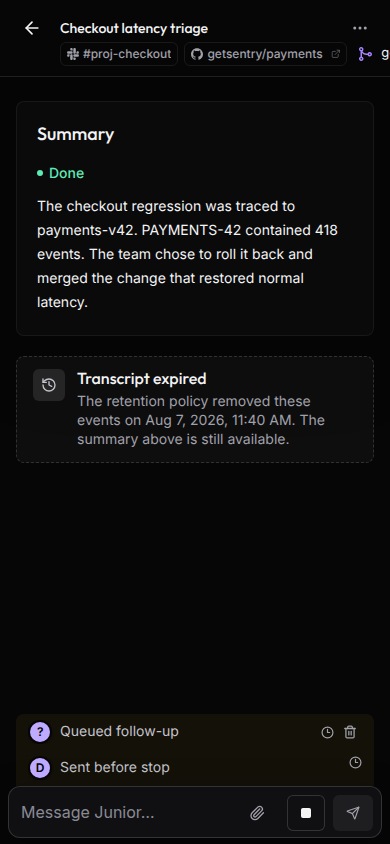 Checkout latency triage
#proj-checkout getsentry/payments g
Summary
Done
The checkout regression was traced to
payments-v42. PAYMENTS-42 contained 418
events. The team chose to roll it back and
merged the change that restored normal
latency.
Transcript expired
The retention policy removed these
events on Aug 7, 2026, 11:40 AM. The
summary above is still available.
? Queued follow-up
D Sent before stop
Message Junior...